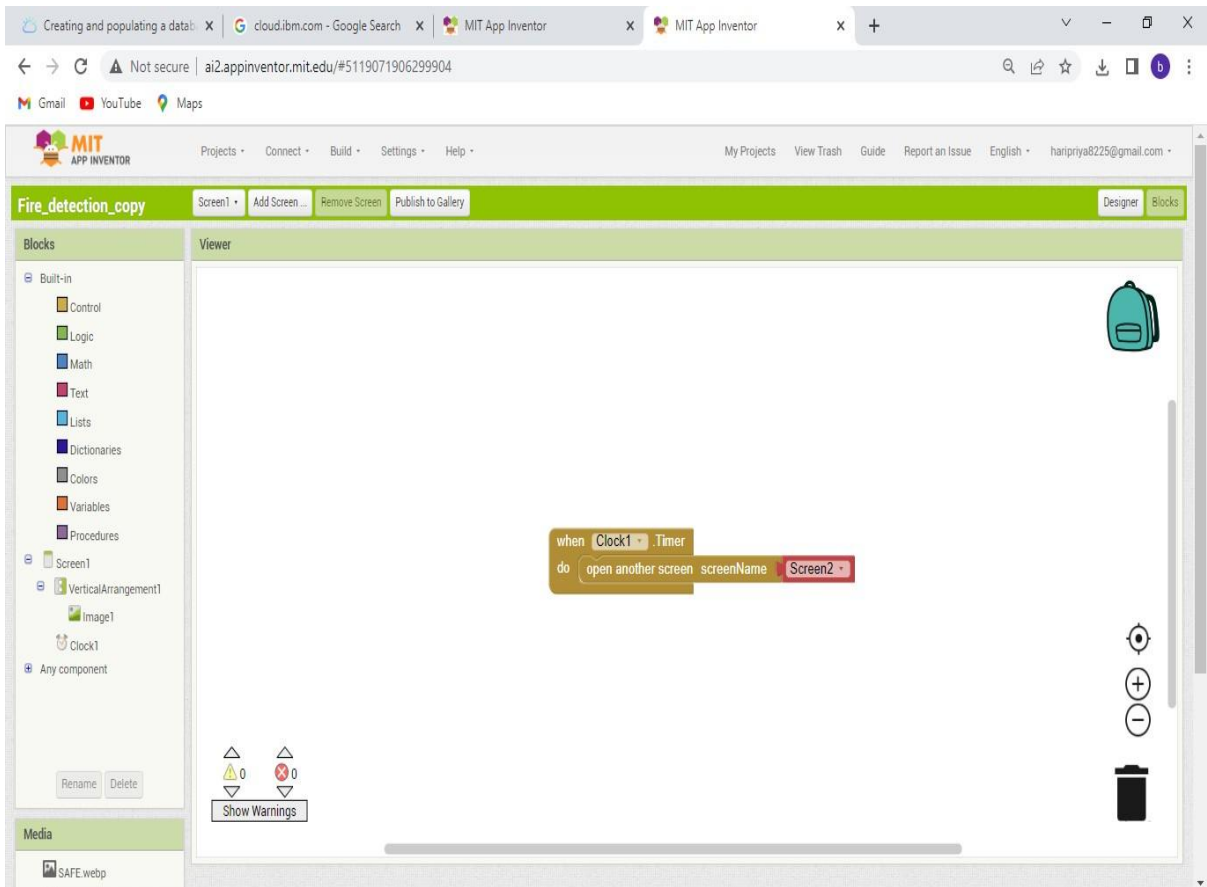 Creating and populating a datab
cloud.ibm.com - Google Search
MIT App Inventor
MIT App Inventor
Not secure ai2.appinventor.mit.edu/#5119071906299904
b
Gmail YouTube Maps
MIT
APP INVENTOR
Projects Connect Build Settings Help
My Projects View Trash Guide Report an Issue English haripriya8225@gmail.com
Fire_detection_copy
Screen1 Add Screen ... Remove Screen Publish to Gallery
Designer Blocks
Blocks
Viewer
Built-in
Control
Logic
Math
Text
Lists
Dictionaries
Colors
Variables
Procedures
Screen1
VerticalArrangement1
Image1
Clock1
Any component
Rename Delete
when Clock1 .Timer
do open another screen screenName Screen2
0 0
Show Warnings
Media
SAFE.webp